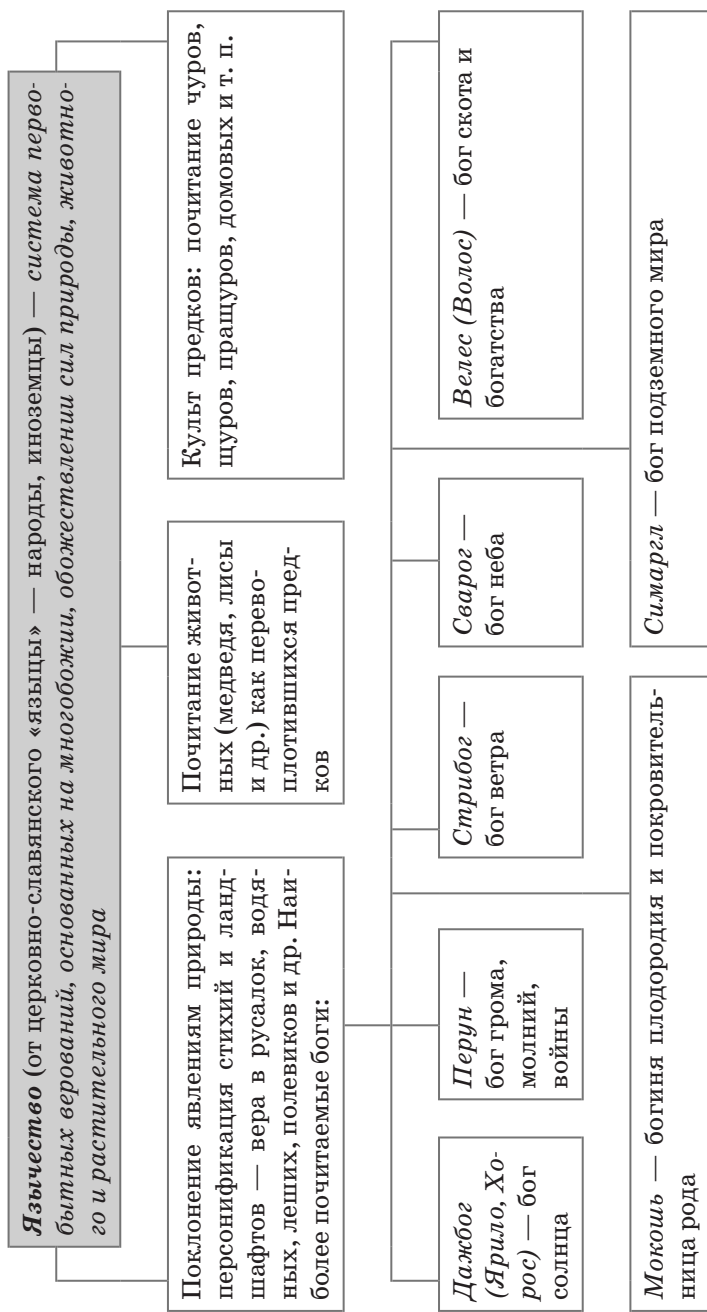 Язычество (от церковно-славянского «языцы» — народы, иноземцы) — система перво-
бытных верований, основанных на многобожии, обожествлении сил природы, животно-
го и растительного мира
Поклонение явлениям природы:
персонификация стихий и ланд-
шафтов — вера в русалок, водя-
ных, леших, полевиков и др. Наи-
более почитаемые боги:
Почитание живот-
ных (медведя, лисы
и др.) как перево-
плотившихся пред-
ков
Культ предков: почитание чуров,
щуров, пращуров, домовых и т. п.
Дажбог
(Ярило, Хо-
рос) — бог
солнца
Перун —
бог грома,
молний,
войны
Стрибог —
бог ветра
Сварог —
бог неба
Велес (Волос) — бог скота и
богатства
Мокошь — богиня плодородия и покровитель-
ница рода
Симаргл — бог подземного мира